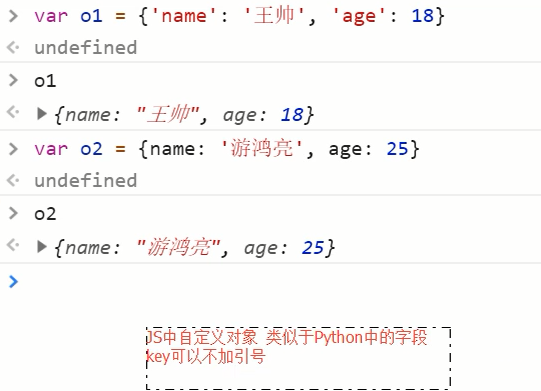 > var o1 = {'name': '王帅', 'age': 18}
< undefined
> o1
< ▶ {name: "王帅", age: 18}
> var o2 = {name: '游鸿亮', age: 25}
< undefined
> o2
< ▶ {name: "游鸿亮", age: 25}
>
JS中自定义对象 类似于Python中的字段
key可以不加引号